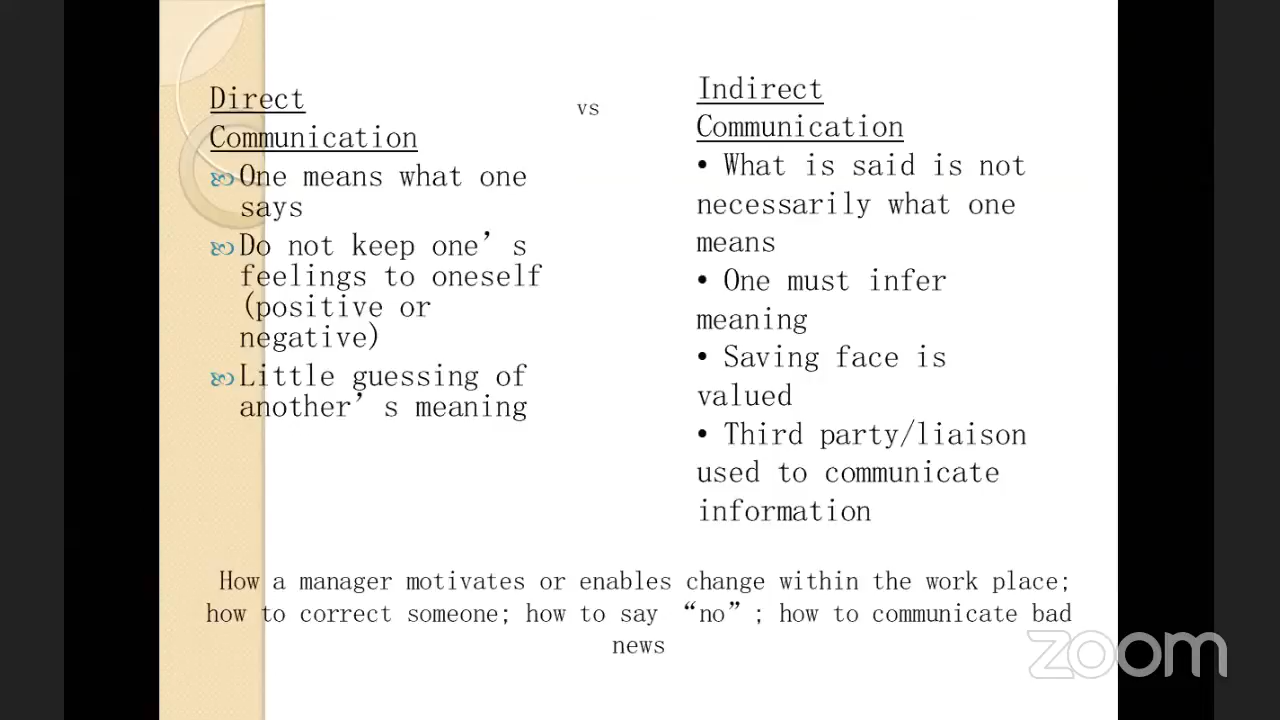 Direct
Communication
One means what one
says
Do not keep one’s
feelings to oneself
(positive or
negative)
Little guessing of
another’s meaning
vs
Indirect
Communication
• What is said is not
necessarily what one
means
• One must infer
meaning
• Saving face is
valued
• Third party/liaison
used to communicate
information
How a manager motivates or enables change within the work place;
how to correct someone; how to say “no”; how to communicate bad
news
zoom